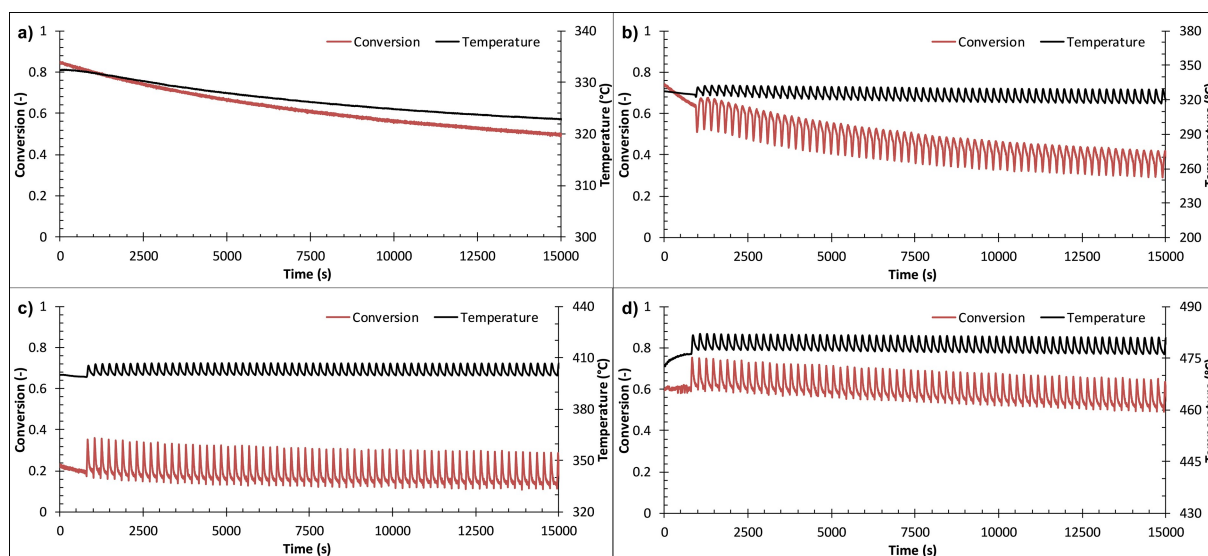 a)
Conversion
Temperature
1
0.8
0.6
0.4
0.2
0
340
330
320
310
300
Conversion (-)
Temperature (°C)
0 2500 5000 7500 10000 12500 15000
Time (s)
b)
Conversion
Temperature
1
0.8
0.6
0.4
0.2
0
380
350
320
290
260
230
200
Conversion (-)
Temperature (°C)
0 2500 5000 7500 10000 12500 15000
Time (s)
c)
Conversion
Temperature
1
0.8
0.6
0.4
0.2
0
440
410
380
350
320
Conversion (-)
Temperature (°C)
0 2500 5000 7500 10000 12500 15000
Time (s)
d)
Conversion
Temperature
1
0.8
0.6
0.4
0.2
0
490
475
460
445
430
Conversion (-)
Temperature (°C)
0 2500 5000 7500 10000 12500 15000
Time (s)